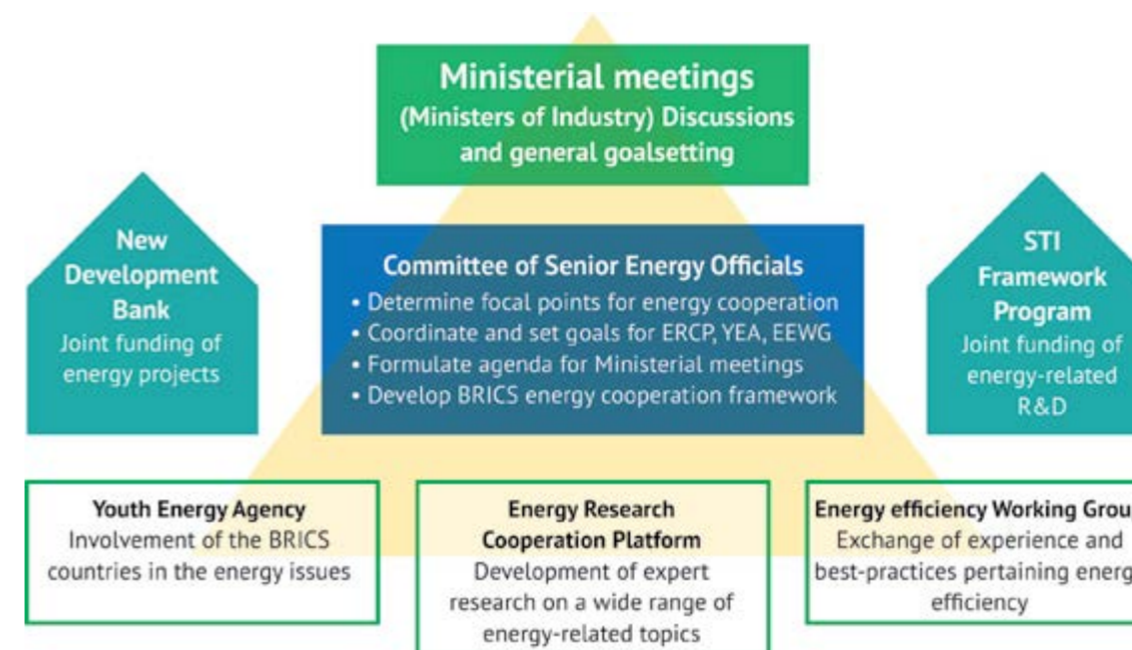 Ministerial meetings
(Ministers of Industry) Discussions
and general goalsetting
New
Development
Bank
Joint funding of
energy projects
Committee of Senior Energy Officials
• Determine focal points for energy cooperation
• Coordinate and set goals for ERCP, YEA, EEWG
• Formulate agenda for Ministerial meetings
• Develop BRICS energy cooperation framework
STI
Framework
Program
Joint funding of
energy-related
R&D
Youth Energy Agency
Involvement of the BRICS
countries in the energy issues
Energy Research
Cooperation Platform
Development of expert
research on a wide range of
energy-related topics
Energy efficiency Working Grou
Exchange of experience and
best-practices pertaining energ
efficiency